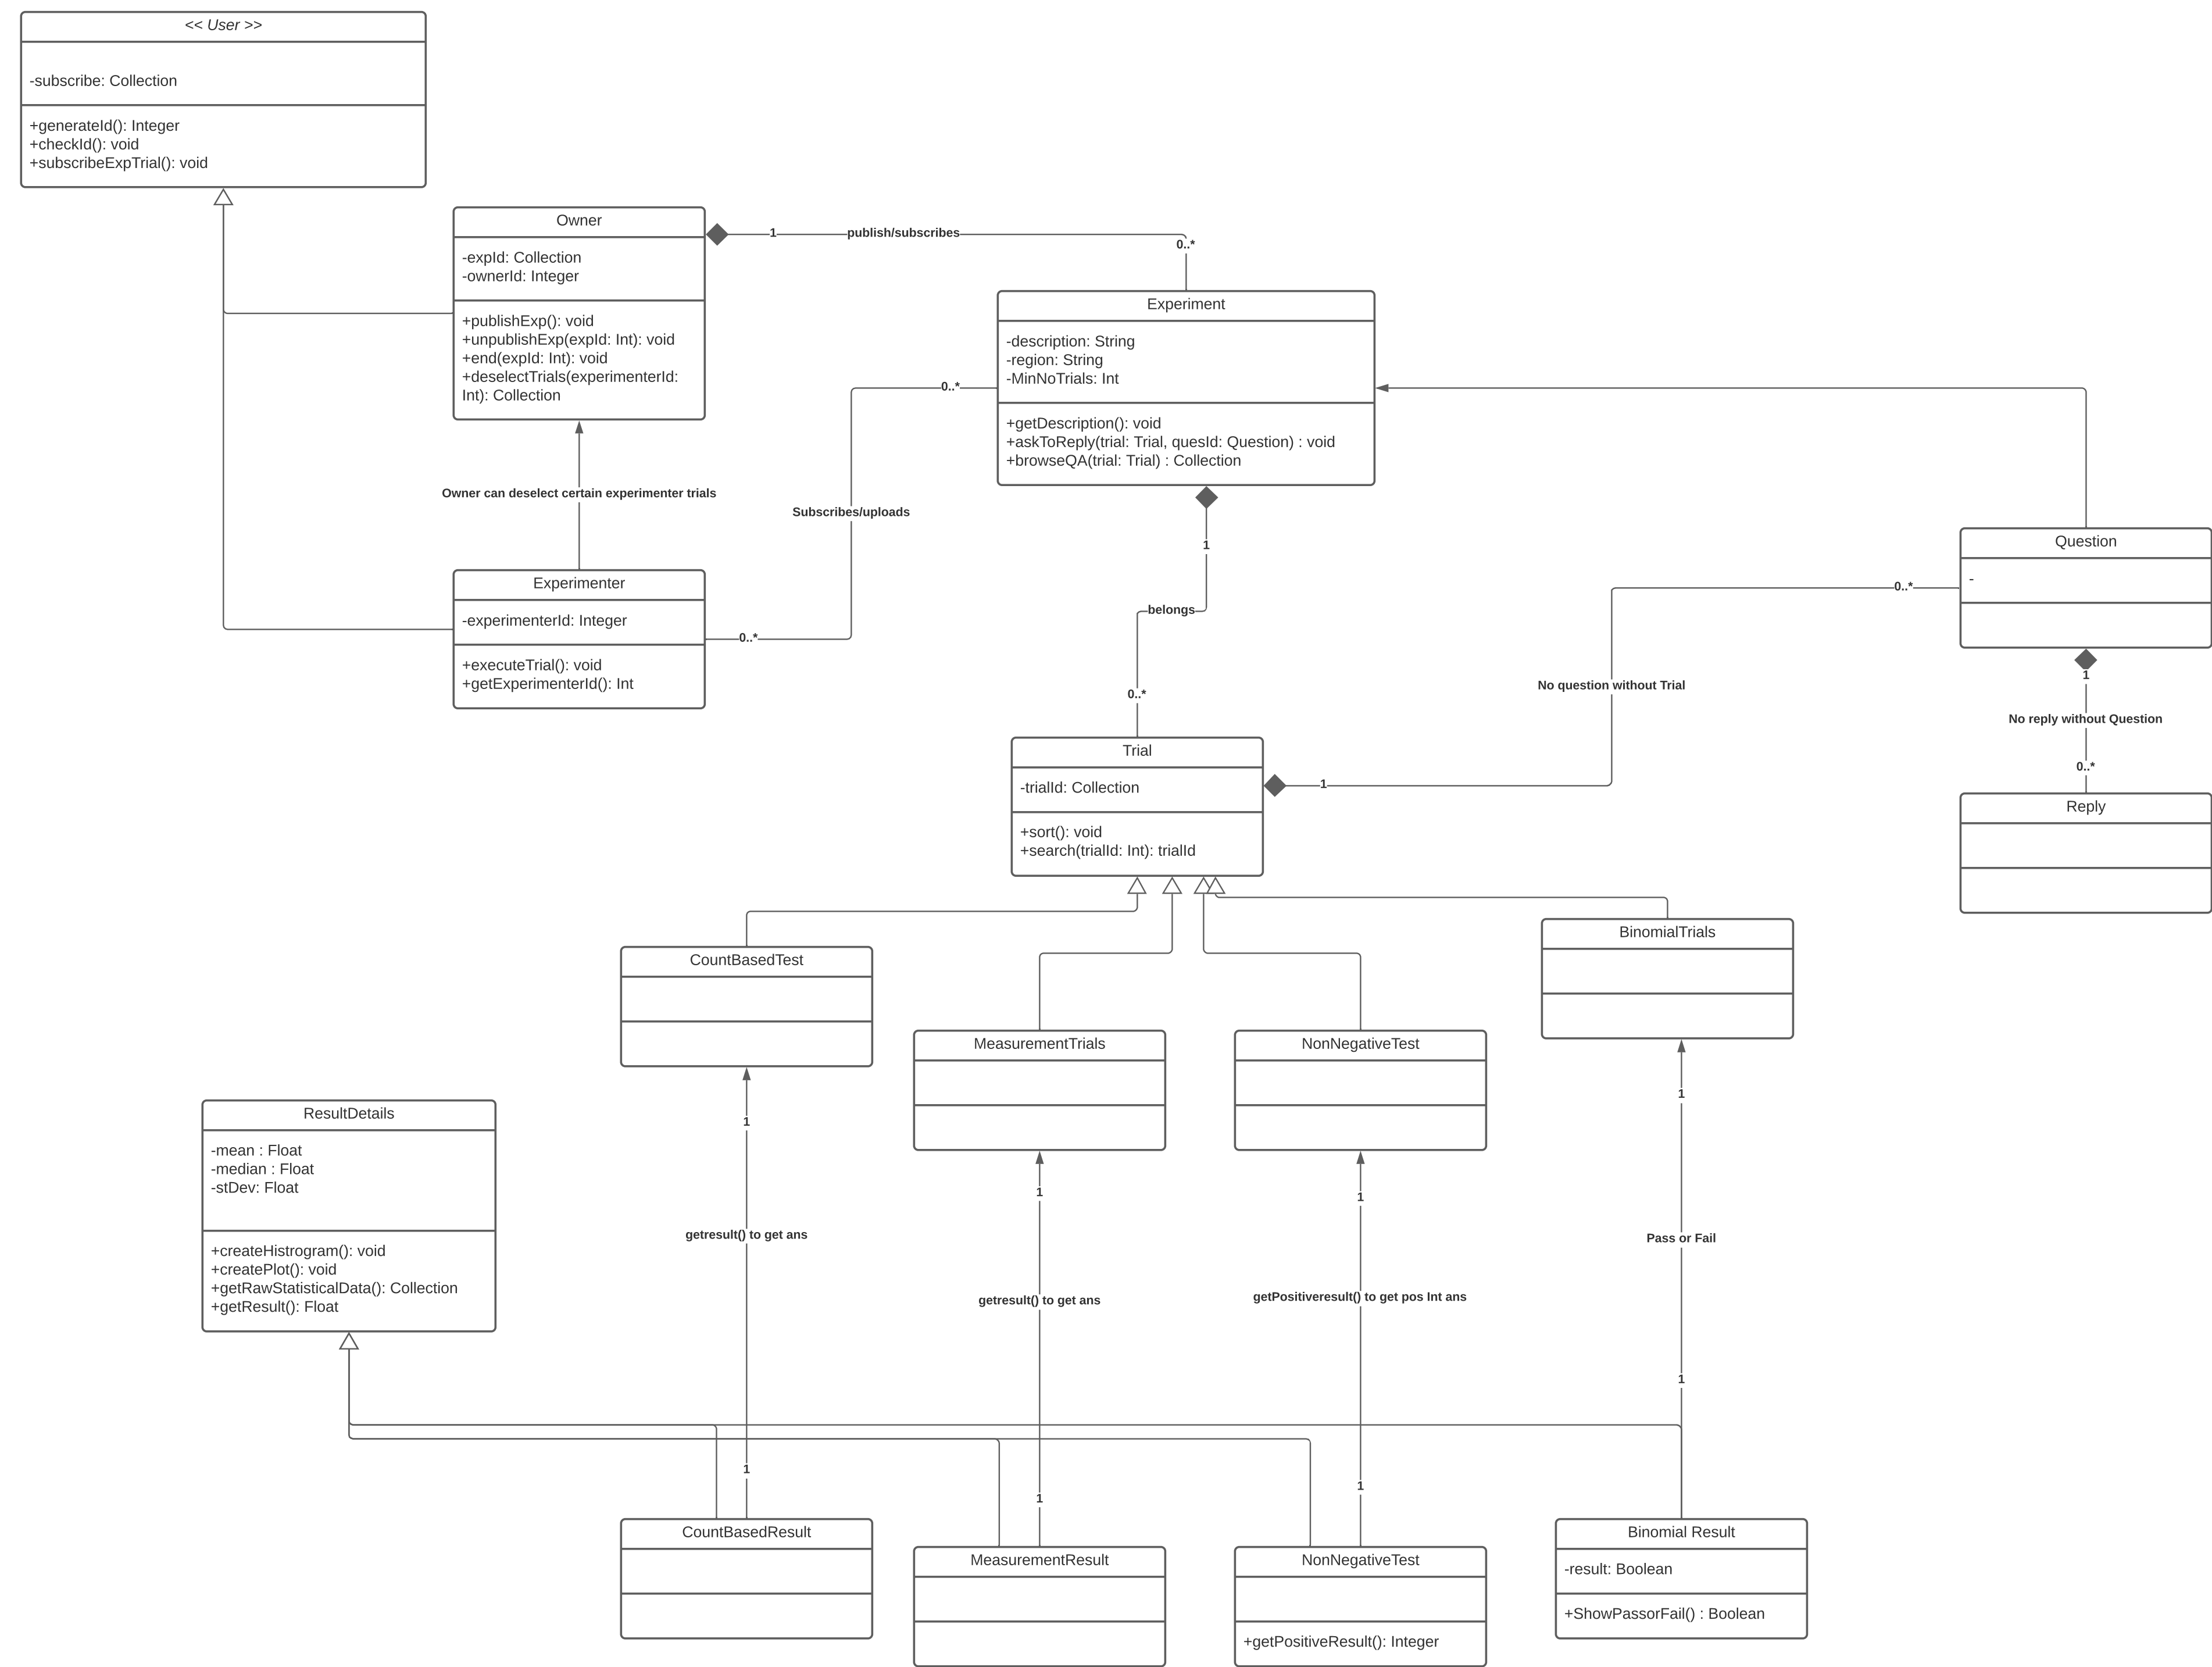 << User >>
-subscribe: Collection
+generateId(): Integer
+checkId(): void
+subscribeExpTrial(): void
Owner
-expId: Collection
-ownerId: Integer
+publishExp(): void
+unpublishExp(expId: Int): void
+end(expId: Int): void
+deselectTrials(experimenterId:
Int): Collection
1
publish/subscribes
0..*
Experiment
-description: String
-region: String
-MinNoTrials: Int
+getDescription(): void
+askToReply(trial: Trial, quesId: Question) : void
+browseQA(trial: Trial) : Collection
0..*
Subscribes/uploads
0..*
Owner can deselect certain experimenter trials
Experimenter
-experimenterId: Integer
+executeTrial(): void
+getExperimenterId(): Int
1
belongs
0..*
Question
-
0..*
No question without Trial
1
1
No reply without Question
0..*
Reply
Trial
-trialId: Collection
+sort(): void
+search(trialId: Int): trialId
CountBasedTest
MeasurementTrials
NonNegativeTest
BinomialTrials
ResultDetails
-mean : Float
-median : Float
-stDev: Float
+createHistrogram(): void
+createPlot(): void
+getRawStatisticalData(): Collection
+getResult(): Float
1
getresult() to get ans
1
1
getresult() to get ans
1
1
getPositiveresult() to get pos Int ans
1
1
Pass or Fail
1
CountBasedResult
MeasurementResult
NonNegativeTest
+getPositiveResult(): Integer
Binomial Result
-result: Boolean
+ShowPassorFail() : Boolean